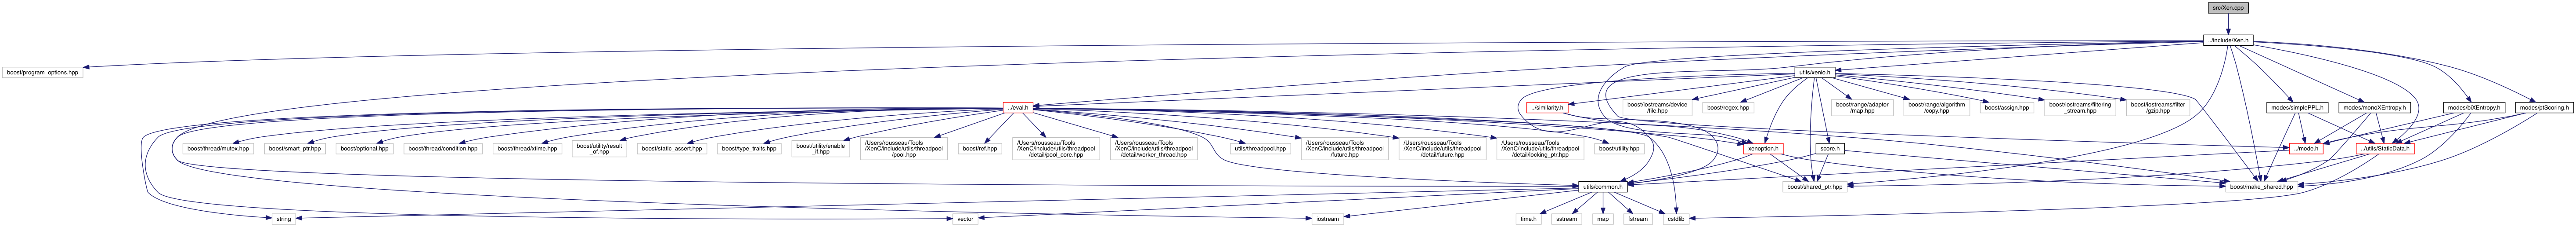 src/Xen.cpp
../include/Xen.h
boost/program_options.hpp
utils/xenio.h
../eval.h
../similarity.h
boost/iostreams/device
/file.hpp
boost/regex.hpp
boost/range/adaptor
/map.hpp
boost/range/algorithm
/copy.hpp
boost/assign.hpp
boost/iostreams/filtering
_stream.hpp
boost/iostreams/filter
/gzip.hpp
modes/simplePPL.h
modes/monoXEntropy.h
modes/biXEntropy.h
modes/ptScoring.h
boost/thread/mutex.hpp
boost/smart_ptr.hpp
boost/optional.hpp
boost/thread/condition.hpp
boost/thread/xtime.hpp
boost/utility/result
_of.hpp
boost/static_assert.hpp
boost/type_traits.hpp
boost/utility/enable
_if.hpp
/Users/rousseau/Tools
/XenC/include/utils/threadpool
/pool.hpp
boost/ref.hpp
/Users/rousseau/Tools
/XenC/include/utils/threadpool
/detail/pool_core.hpp
/Users/rousseau/Tools
/XenC/include/utils/threadpool
/detail/worker_thread.hpp
utils/threadpool.hpp
/Users/rousseau/Tools
/XenC/include/utils/threadpool
/future.hpp
/Users/rousseau/Tools
/XenC/include/utils/threadpool
/detail/future.hpp
/Users/rousseau/Tools
/XenC/include/utils/threadpool
/detail/locking_ptr.hpp
boost/utility.hpp
xenoption.h
score.h
../mode.h
../utils/StaticData.h
utils/common.h
boost/shared_ptr.hpp
boost/make_shared.hpp
string
vector
iostream
time.h
sstream
map
fstream
cstdlib